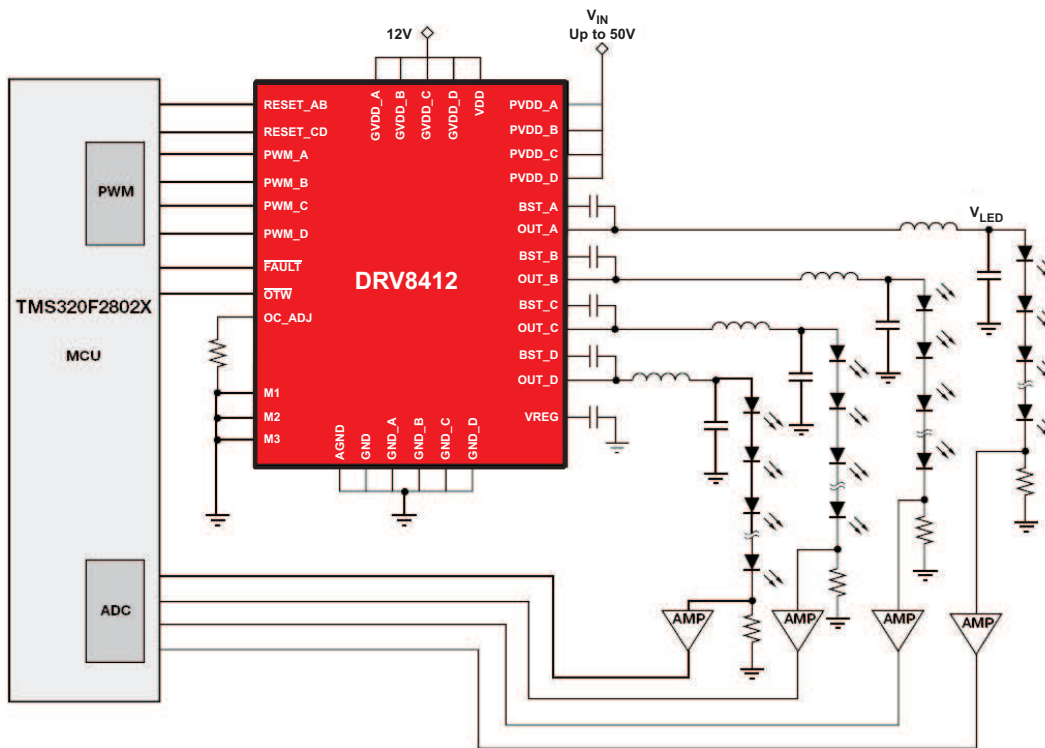 12V
V_IN
Up to 50V
GVDD_A
GVDD_B
GVDD_C
GVDD_D
VDD
RESET_AB
RESET_CD
PWM_A
PWM_B
PWM_C
PWM_D
FAULT
OTW
OC_ADJ
M1
M2
M3
PVDD_A
PVDD_B
PVDD_C
PVDD_D
BST_A
OUT_A
BST_B
OUT_B
BST_C
OUT_C
BST_D
OUT_D
VREG
DRV8412
AGND
GND
GND_A
GND_B
GND_C
GND_D
PWM
TMS320F2802X
MCU
ADC
V_LED
AMP
AMP
AMP
AMP